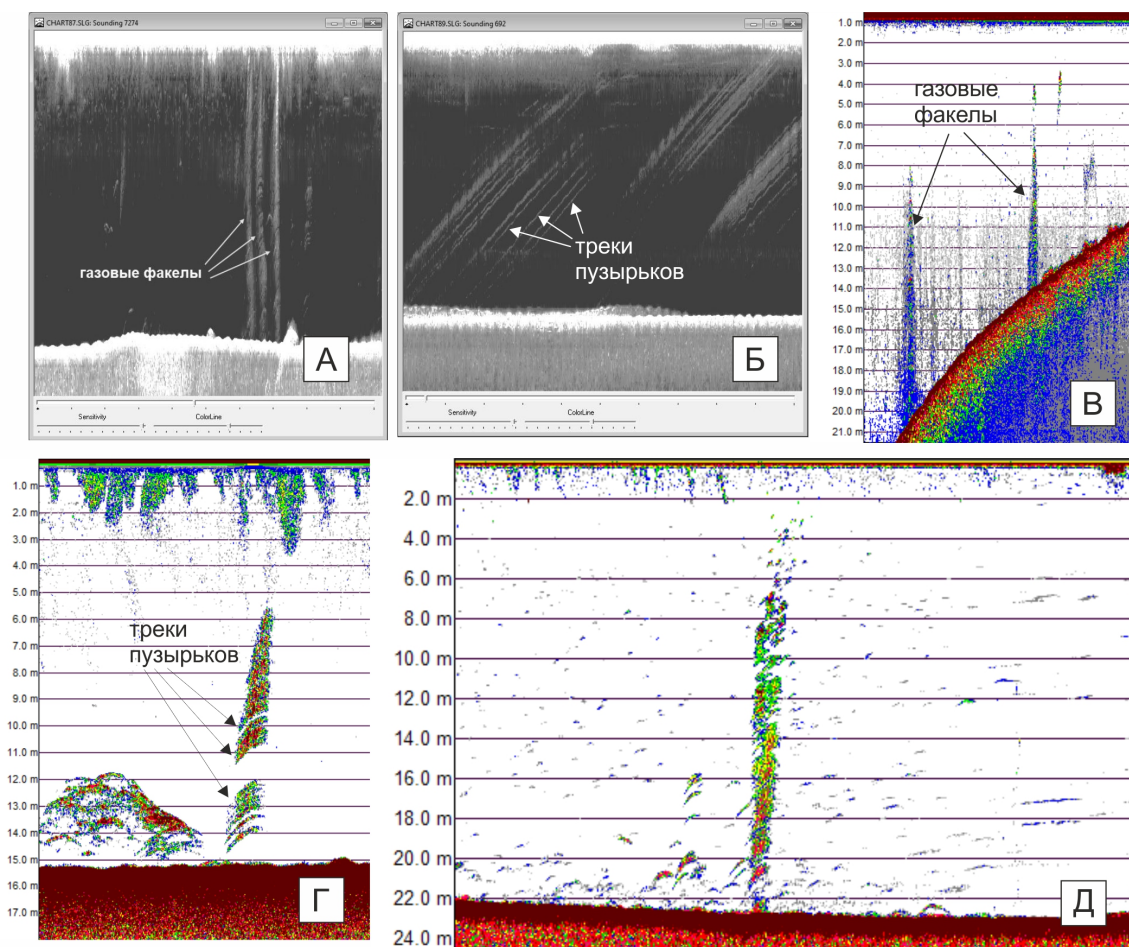 CHART87.SLG: Sounding 7274
газовые факелы
А
Sensitivity
ColorLine
CHART89.SLG: Sounding 692
треки
пузырьков
Б
Sensitivity
ColorLine
1.0 m
2.0 m
3.0 m
4.0 m
5.0 m
6.0 m
7.0 m
8.0 m
9.0 m
10.0 m
11.0 m
12.0 m
13.0 m
14.0 m
15.0 m
16.0 m
17.0 m
18.0 m
19.0 m
20.0 m
21.0 m
газовые
факелы
В
1.0 m
2.0 m
3.0 m
4.0 m
5.0 m
6.0 m
7.0 m
8.0 m
9.0 m
10.0 m
11.0 m
12.0 m
13.0 m
14.0 m
15.0 m
16.0 m
17.0 m
треки
пузырьков
Г
2.0 m
4.0 m
6.0 m
8.0 m
10.0 m
12.0 m
14.0 m
16.0 m
18.0 m
20.0 m
22.0 m
24.0 m
Д